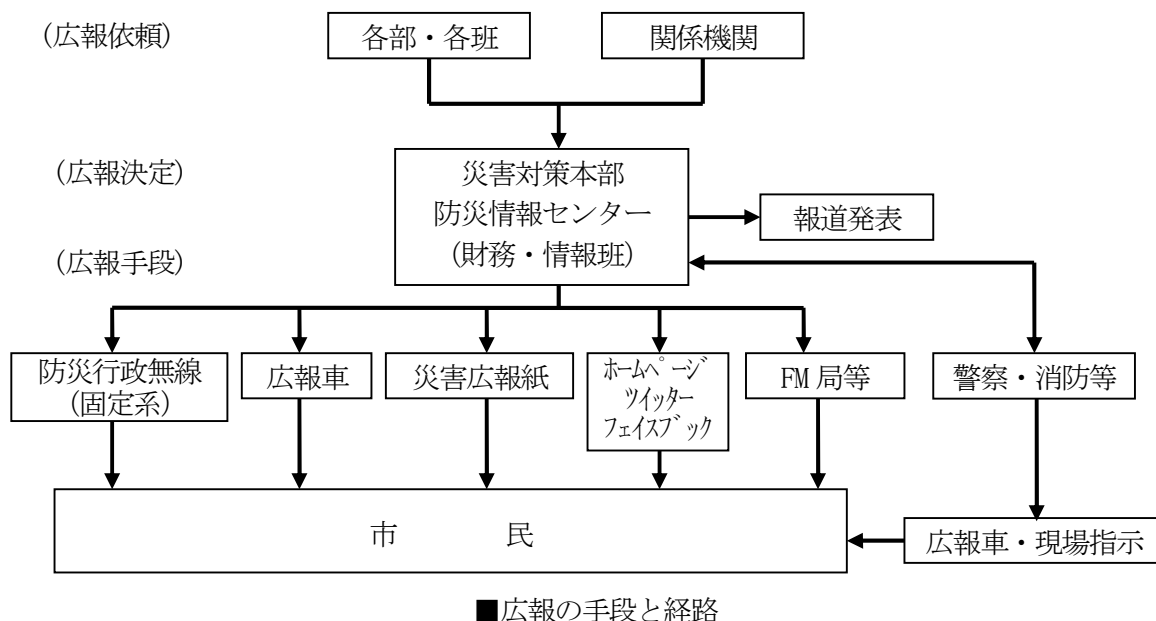 (広報依頼)
各部・各班
関係機関
(広報決定)
災害対策本部
防災情報センター
(財務・情報班)
報道発表
(広報手段)
防災行政無線
(固定系)
広報車
災害広報紙
ホームページ
ツイッター
フェイスブック
FM 局等
警察・消防等
市 民
広報車・現場指示
■広報の手段と経路